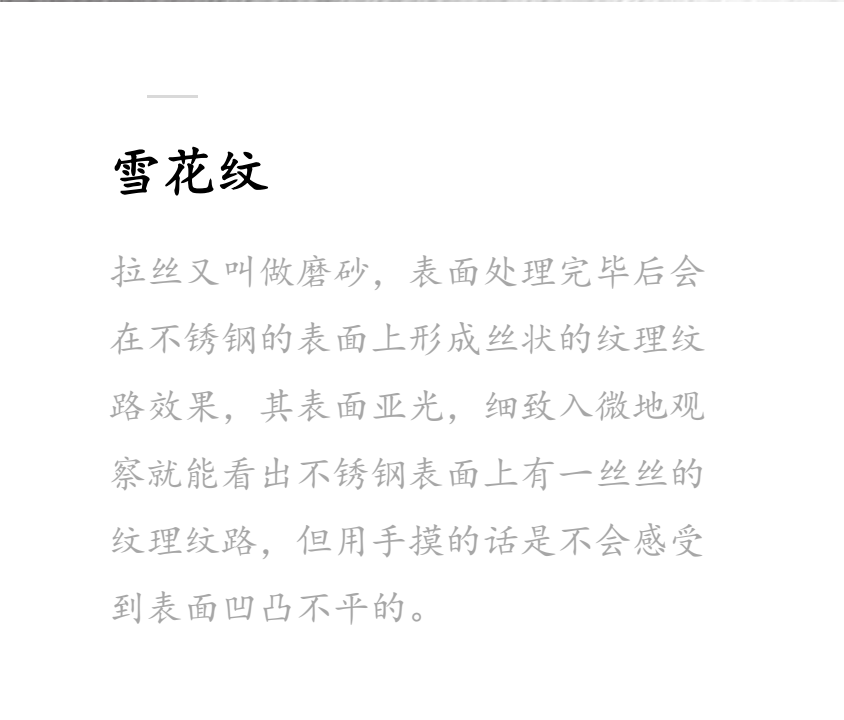 雪花纹
拉丝又叫做磨砂，表面处理完毕后会
在不锈钢的表面上形成丝状的纹理纹
路效果，其表面亚光，细致入微地观
察就能看出不锈钢表面上有一丝丝的
纹理纹路，但用手摸的话是不会感受
到表面凹凸不平的。